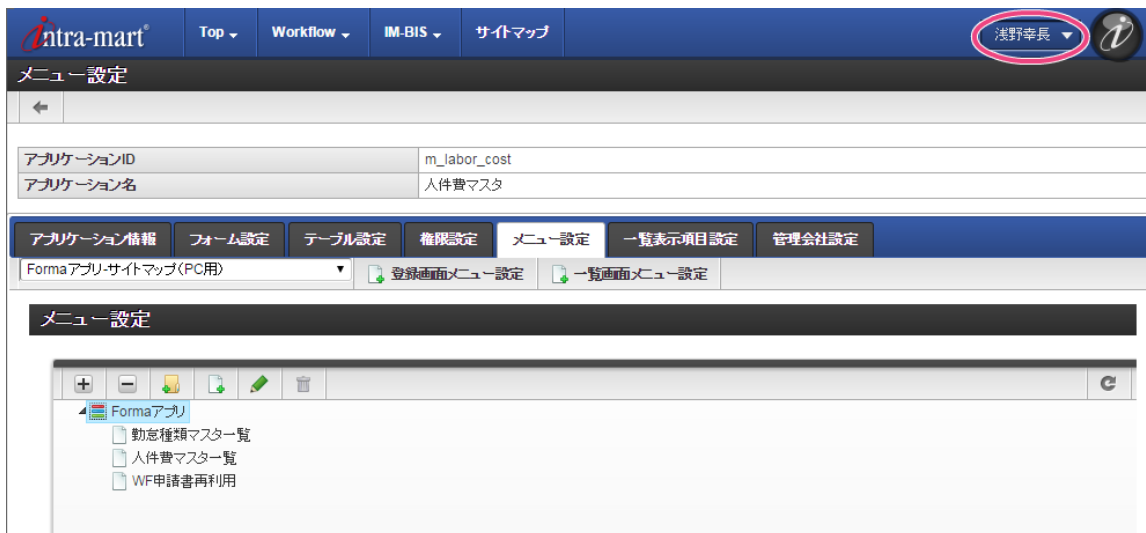 intra-mart® Top Workflow IM-BIS サイトマップ 浅野幸長
メニュー設定
アプリケーションID m_labor_cost
アプリケーション名 人件費マスタ
アプリケーション情報 フォーム設定 テーブル設定 権限設定 メニュー設定 一覧表示項目設定 管理会社設定
Formaアプリ-サイトマップ(PC用) 登録画面メニュー設定 一覧画面メニュー設定
メニュー設定
Formaアプリ
勤怠種類マスター覧
人件費マスター覧
WF申請書再利用